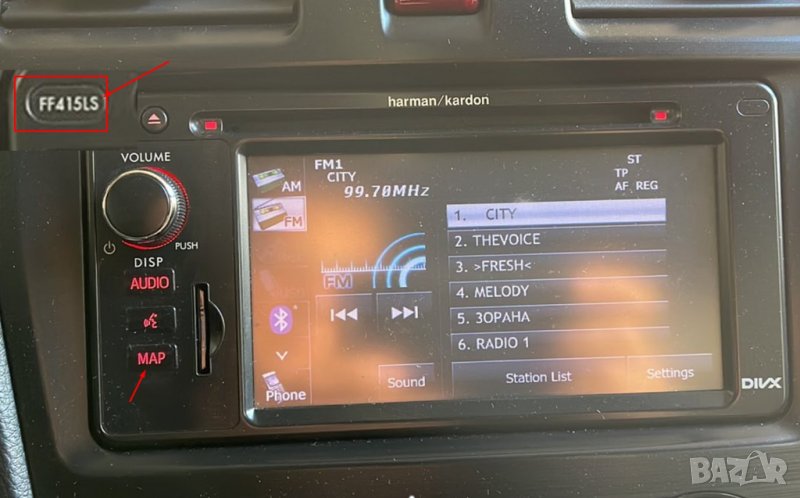 FF415LS
harman/kardon
VOLUME
PUSH
DISP
AUDIO
MAP
FM1
CITY
99.70MHz
ST
TP
AF REG
AM
FM
FM
1. CITY
2. THEVOICE
3. >FRESH<
4. MELODY
5. ЗОРАНА
6. RADIO 1
Phone
Sound
Station List
Settings
DIVX
BAZAR
bg